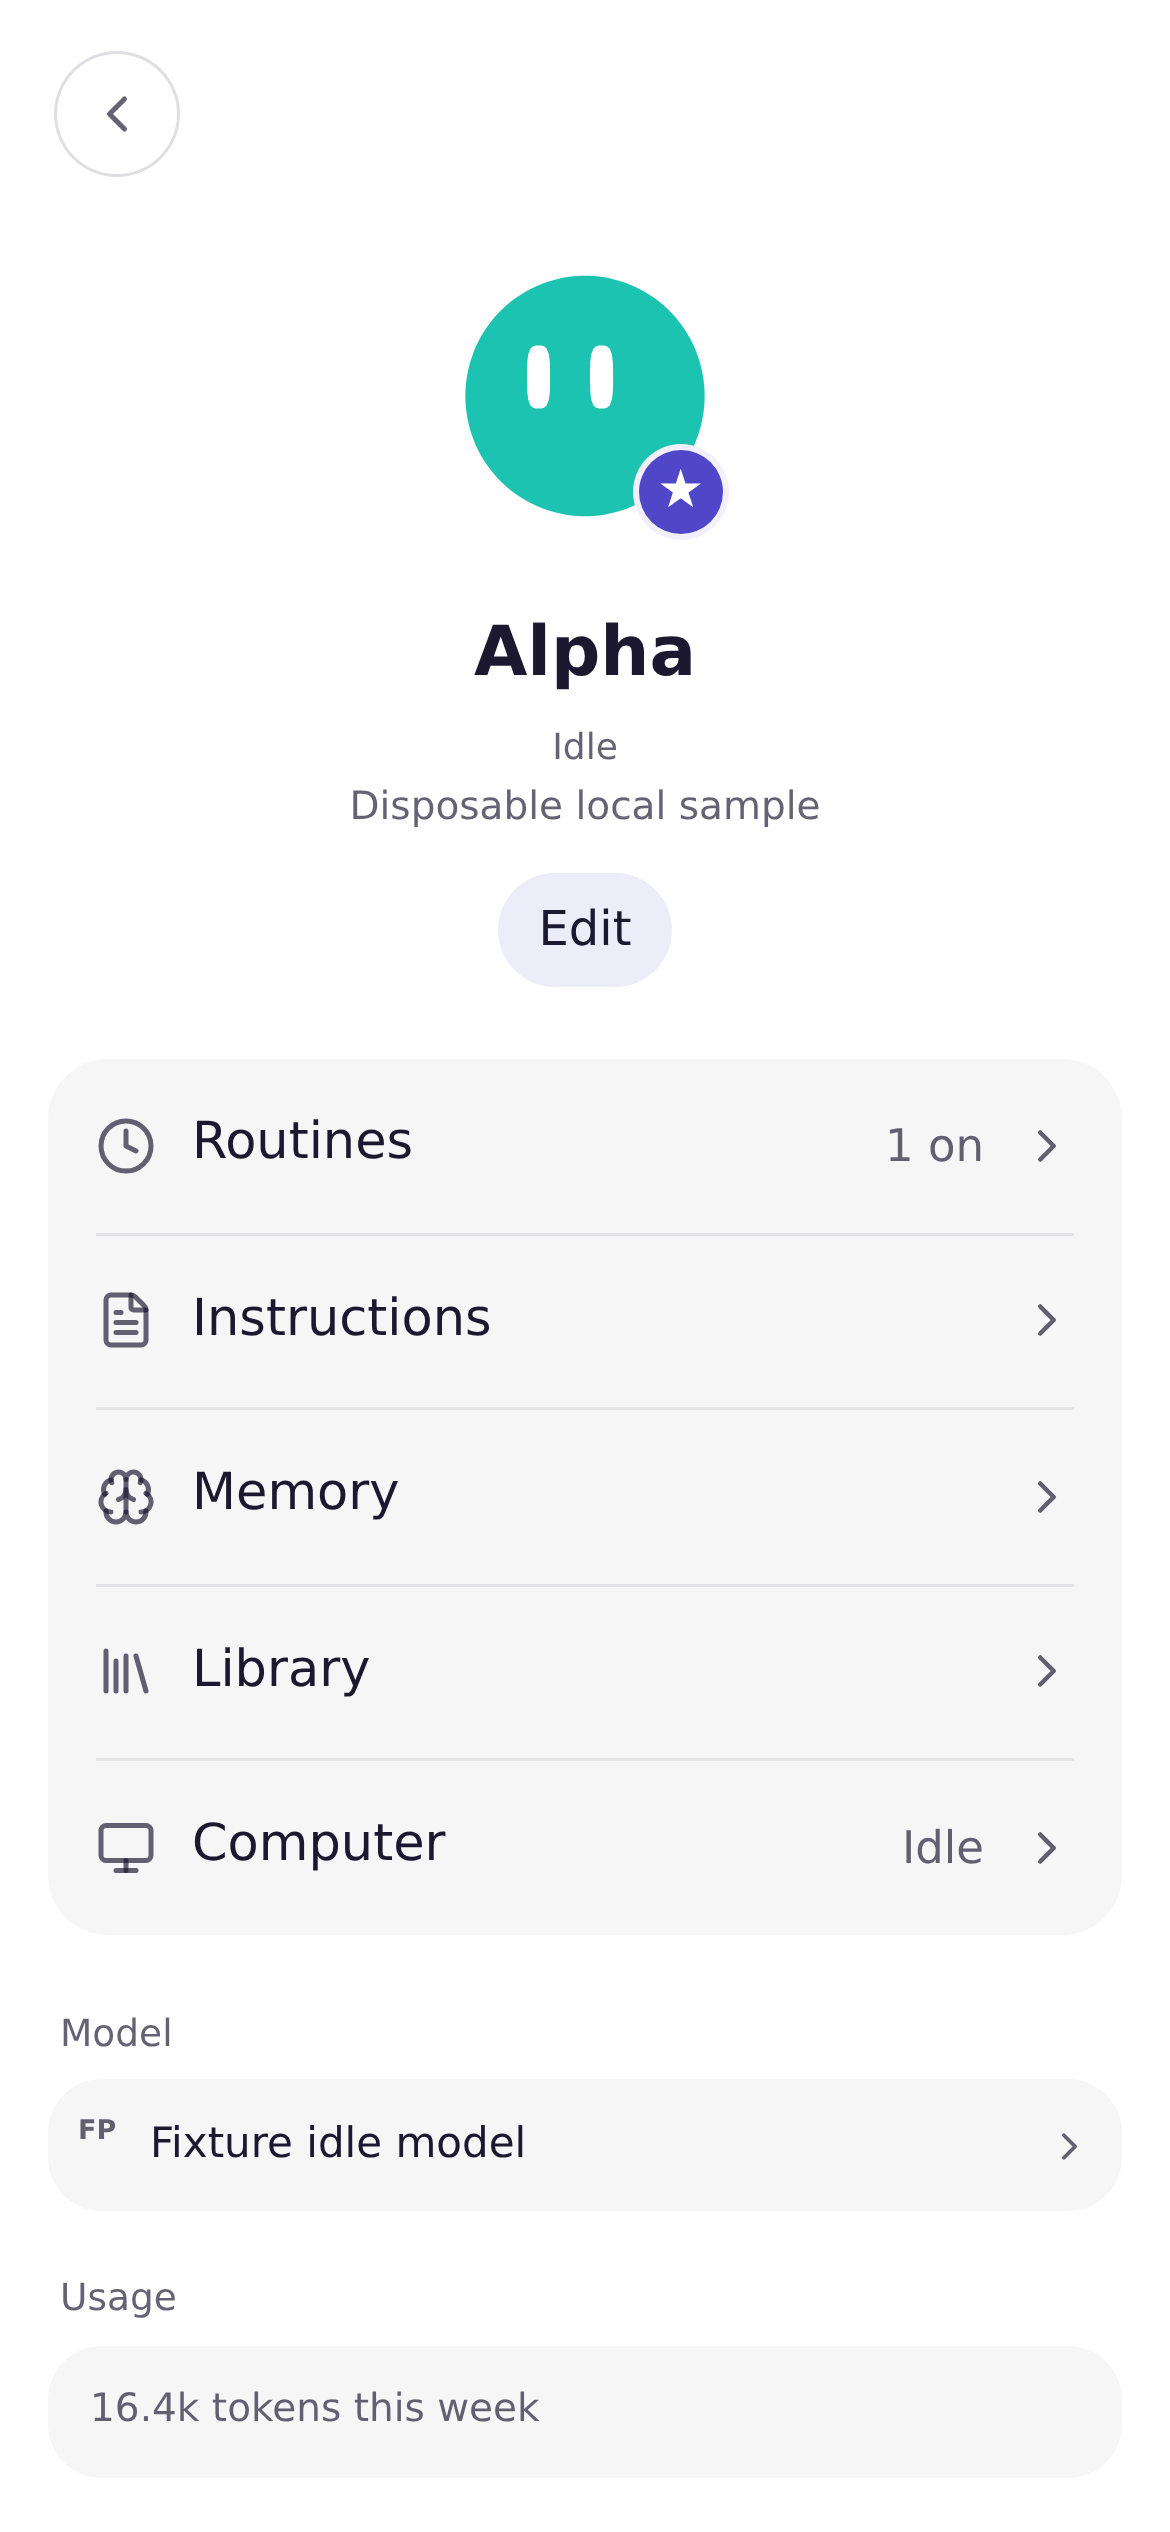 Alpha
Idle
Disposable local sample
Edit
Routines 1 on
Instructions
Memory
Library
Computer Idle
Model
FP Fixture idle model
Usage
16.4k tokens this week